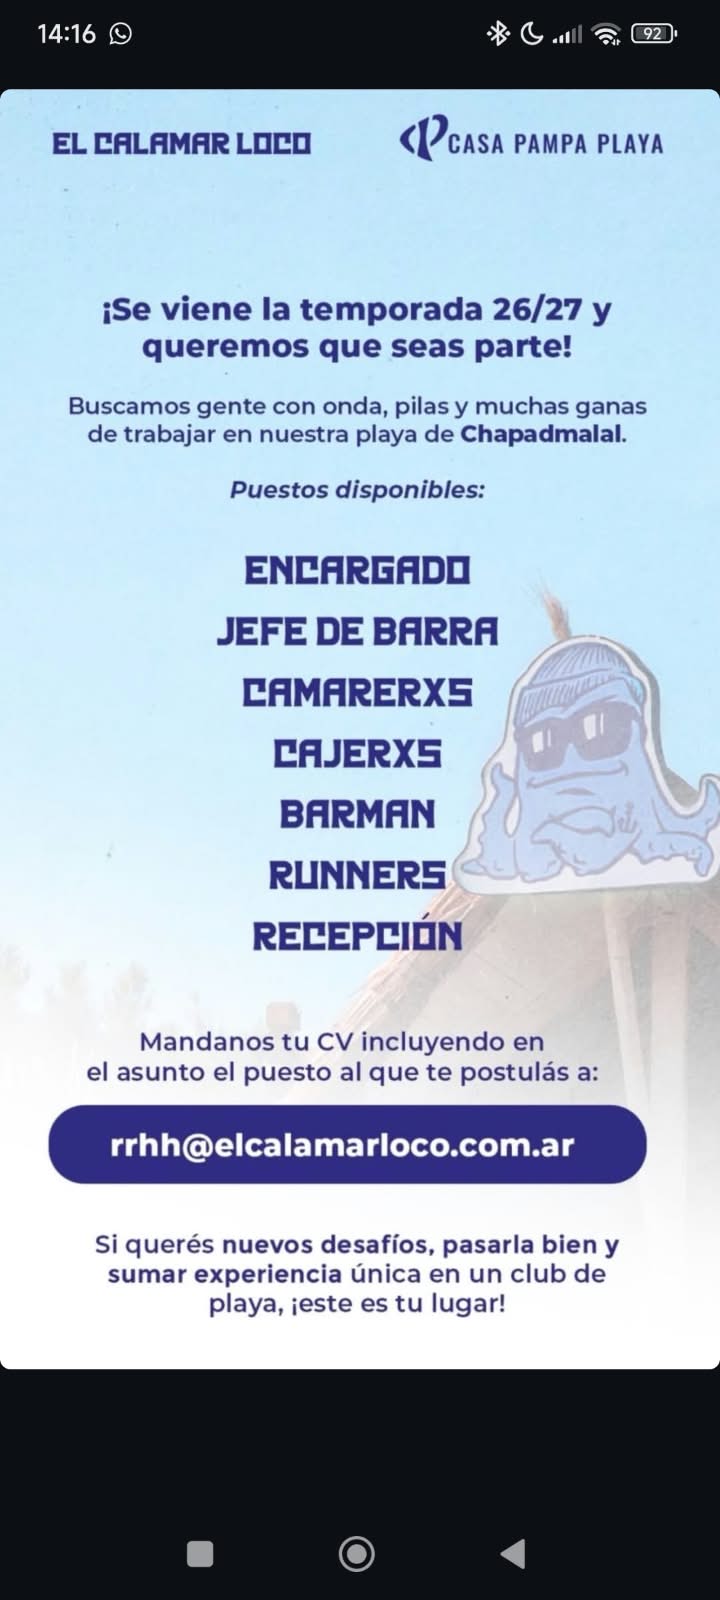 14:16
92
EL CALAMAR LOCO
CASA PAMPA PLAYA
¡Se viene la temporada 26/27 y
queremos que seas parte!
Buscamos gente con onda, pilas y muchas ganas
de trabajar en nuestra playa de Chapadmalal.
Puestos disponibles:
ENCARGADO
JEFE DE BARRA
CAMARERXS
CAJERXS
BARMAN
RUNNERS
RECEPCIÓN
Mandanos tu CV incluyendo en
el asunto el puesto al que te postulás a:
rrhh@elcalamarloco.com.ar
Si querés nuevos desafíos, pasarla bien y
sumar experiencia única en un club de
playa, ¡este es tu lugar!